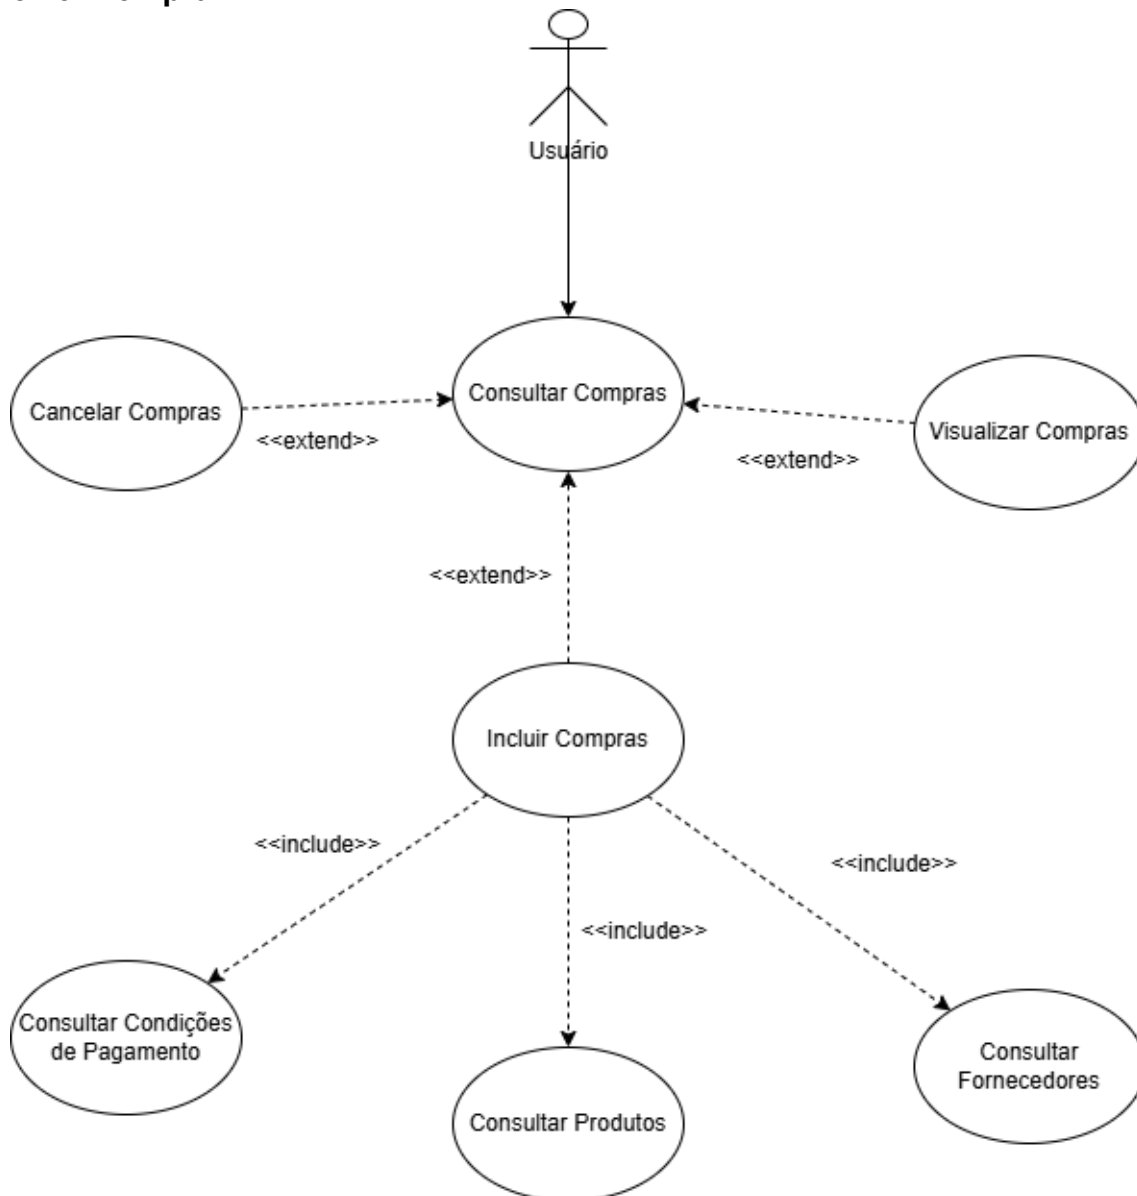 Usuário
Consultar Compras
Cancelar Compras
Visualizar Compras
<<extend>>
<<extend>>
<<extend>>
Incluir Compras
<<include>>
<<include>>
<<include>>
Consultar Condições
de Pagamento
Consultar
Fornecedores
Consultar Produtos